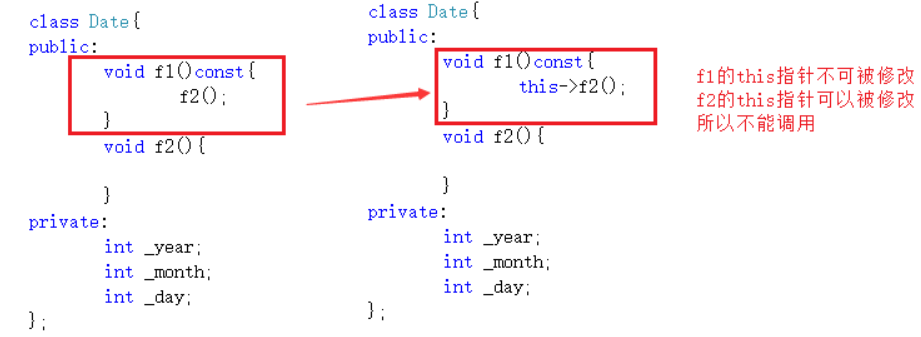 class Date{
public:
void f1()const{
f2();
}
void f2(){
}
private:
int _year;
int _month;
int _day;
};
class Date{
public:
void f1()const{
this->f2();
}
void f2(){
}
private:
int _year;
int _month;
int _day;
};
f1的this指针不可被修改
f2的this指针可以被修改
所以不能调用